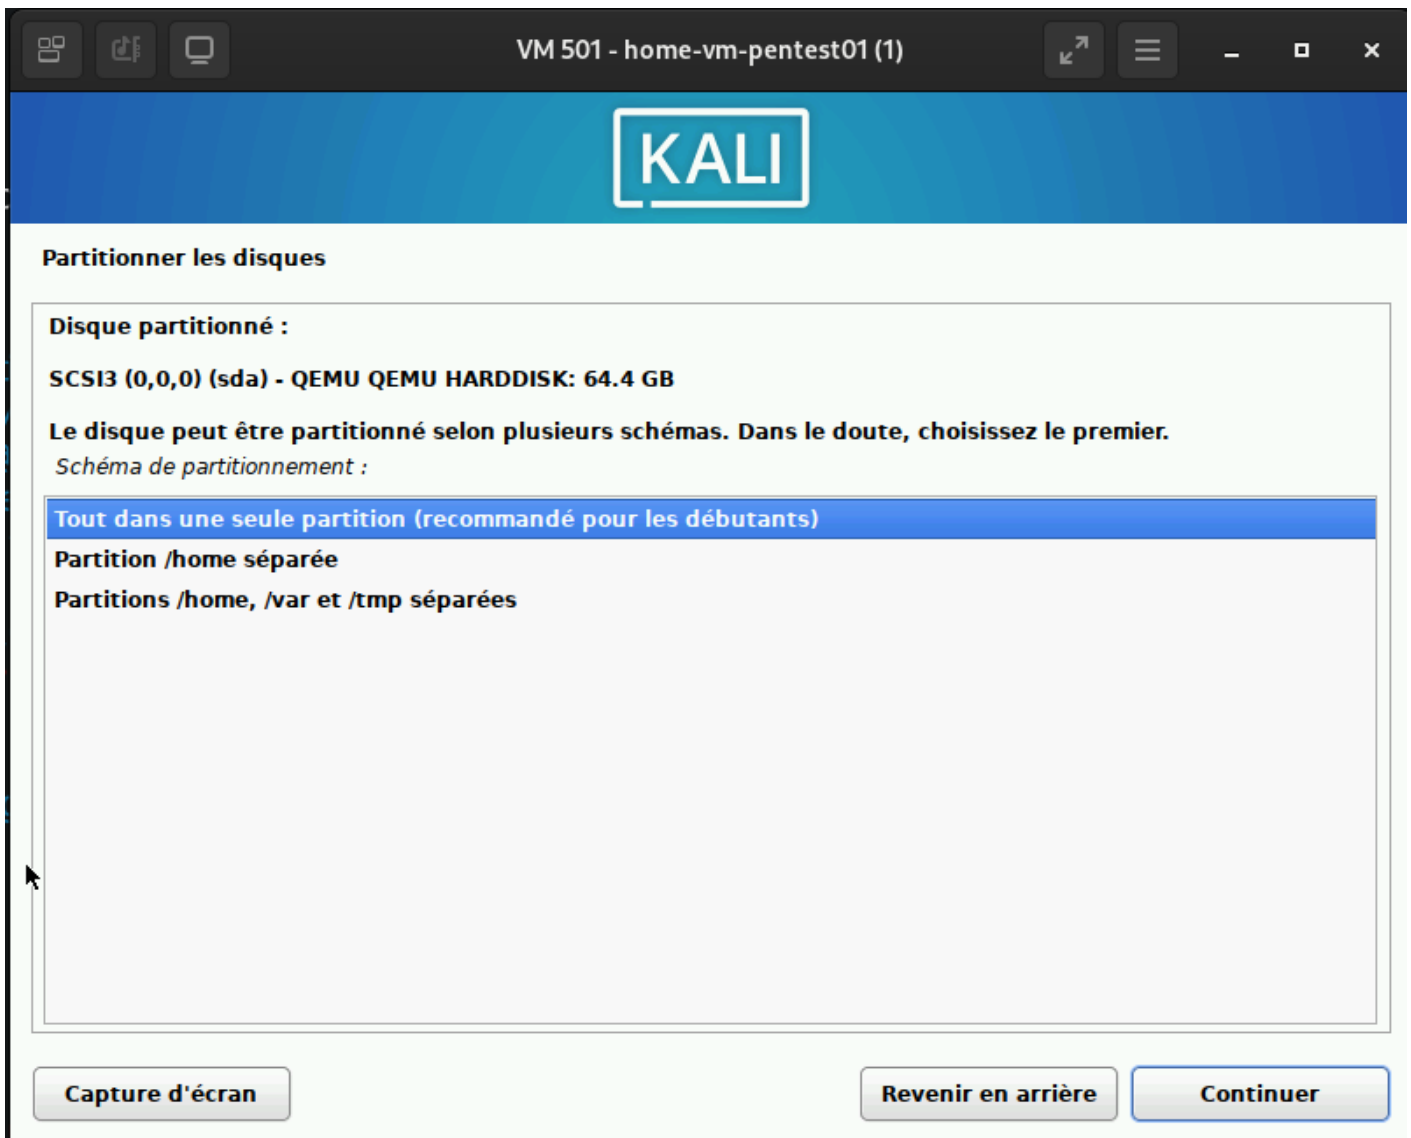 VM 501 - home-vm-pentest01 (1)
KALI
Partitionner les disques
Disque partitionné :
SCSI3 (0,0,0) (sda) - QEMU QEMU HARDDISK: 64.4 GB
Le disque peut être partitionné selon plusieurs schémas. Dans le doute, choisissez le premier.
Schéma de partitionnement :
Tout dans une seule partition (recommandé pour les débutants)
Partition /home séparée
Partitions /home, /var et /tmp séparées
Capture d'écran
Revenir en arrière
Continuer